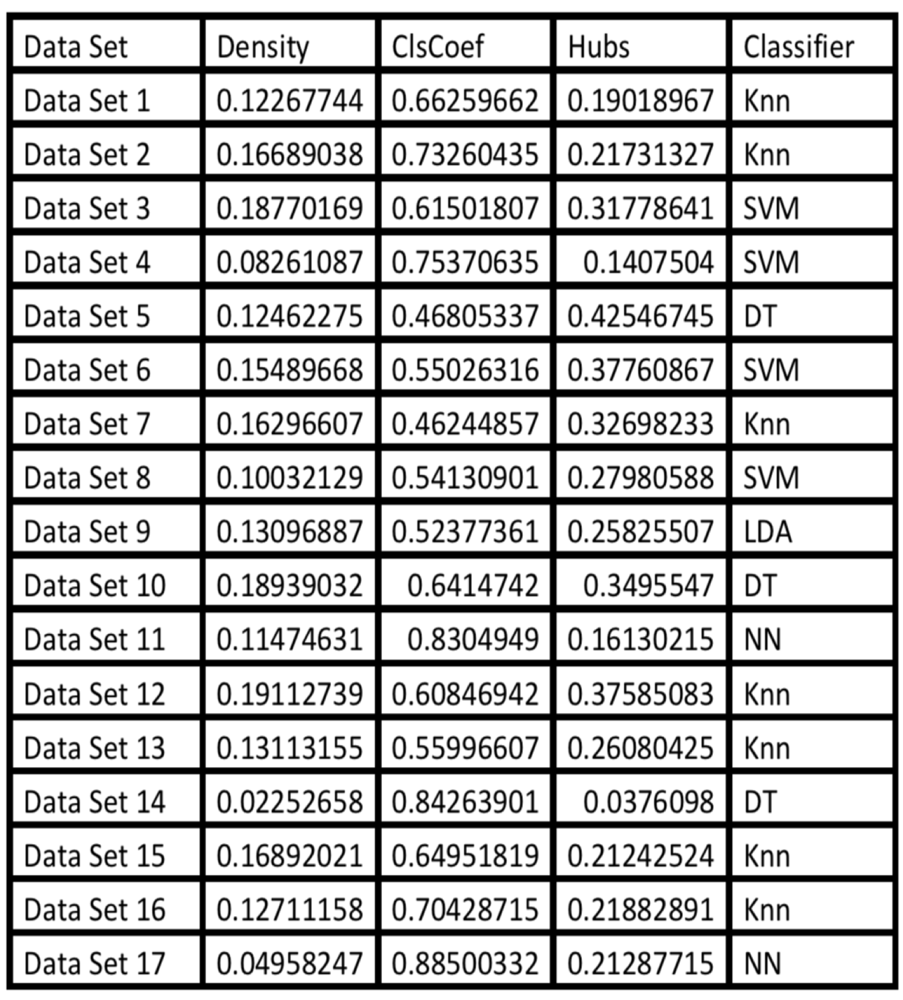 Data Set Density ClsCoef Hubs Classifier
Data Set 1 0.12267744 0.66259662 0.19018967 Knn
Data Set 2 0.16689038 0.73260435 0.21731327 Knn
Data Set 3 0.18770169 0.61501807 0.31778641 SVM
Data Set 4 0.08261087 0.75370635 0.1407504 SVM
Data Set 5 0.12462275 0.46805337 0.42546745 DT
Data Set 6 0.15489668 0.55026316 0.37760867 SVM
Data Set 7 0.16296607 0.46244857 0.32698233 Knn
Data Set 8 0.10032129 0.54130901 0.27980588 SVM
Data Set 9 0.13096887 0.52377361 0.25825507 LDA
Data Set 10 0.18939032 0.6414742 0.3495547 DT
Data Set 11 0.11474631 0.8304949 0.16130215 NN
Data Set 12 0.19112739 0.60846942 0.37585083 Knn
Data Set 13 0.13113155 0.55996607 0.26080425 Knn
Data Set 14 0.02252658 0.84263901 0.0376098 DT
Data Set 15 0.16892021 0.64951819 0.21242524 Knn
Data Set 16 0.12711158 0.70428715 0.21882891 Knn
Data Set 17 0.04958247 0.88500332 0.21287715 NN